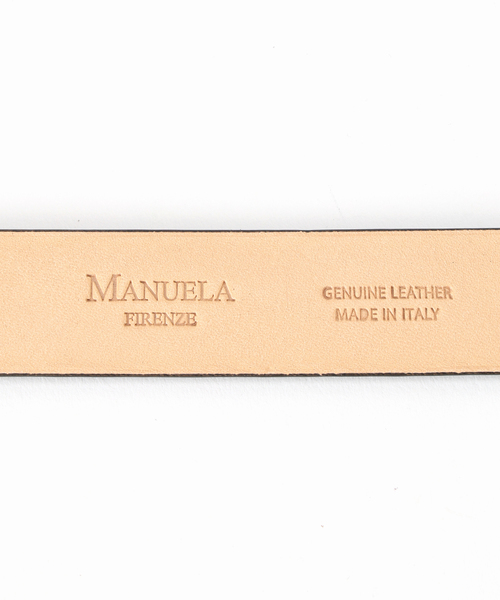 MANUELA
FIRENZE
GENUINE LEATHER
MADE IN ITALY